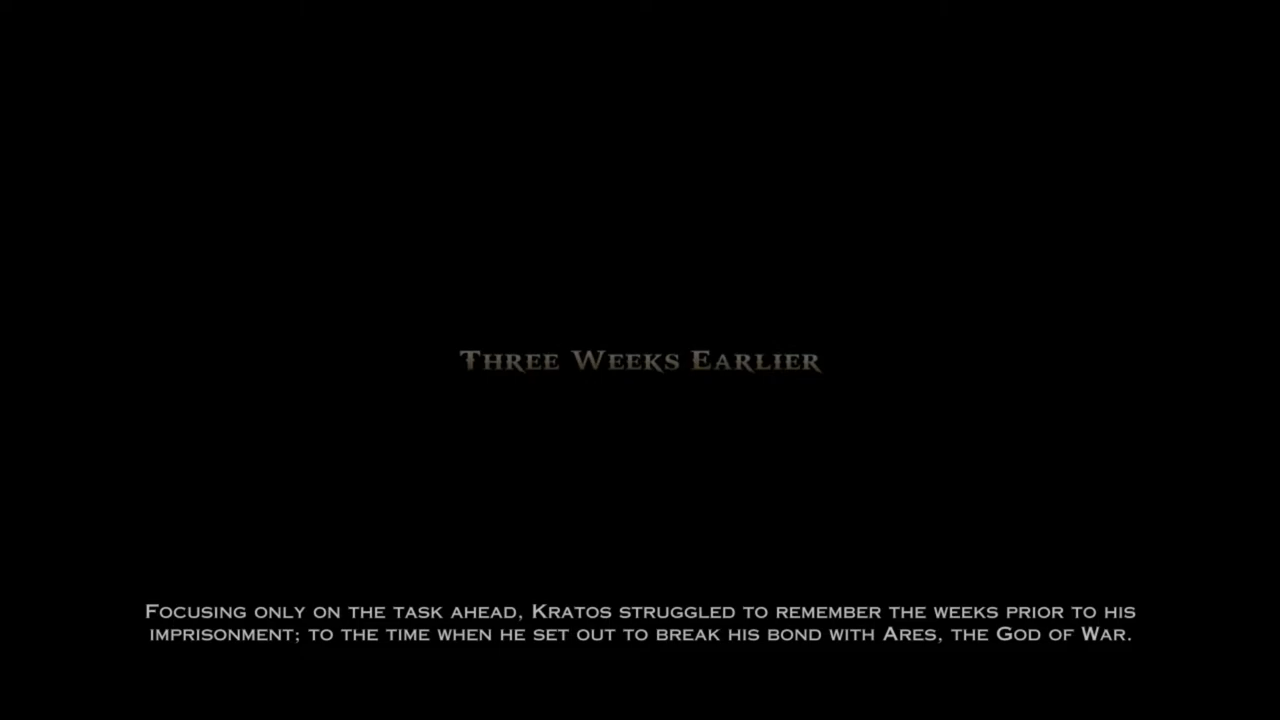 Three Weeks Earlier
Focusing only on the task ahead, Kratos struggled to remember the weeks prior to his
imprisonment; to the time when he set out to break his bond with Ares, the God of War.